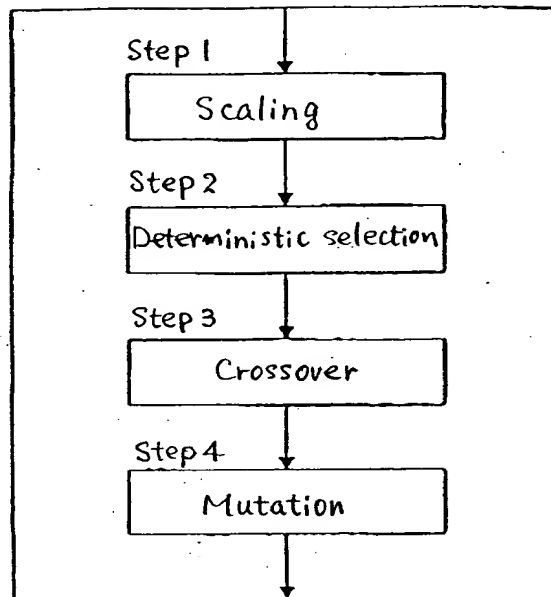 Step 1
Scaling
Step 2
Deterministic selection
Step 3
Crossover
Step 4
Mutation